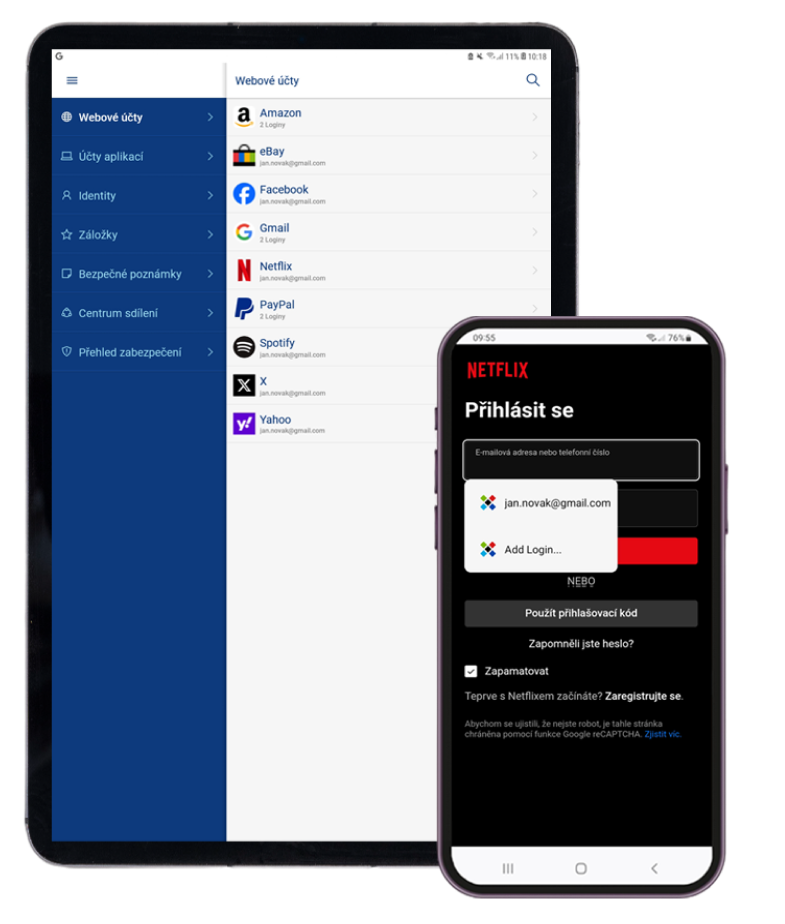 G
11% 10:18
Webové účty
Webové účty
Účty aplikací
Identity
Záložky
Bezpečné poznámky
Centrum sdílení
Přehled zabezpečení
a
Amazon
2 Loginy
eBay
jan.novak@gmail.com
Facebook
jan.novak@gmail.com
G
Gmail
2 Loginy
N
Netflix
jan.novak@gmail.com
PayPal
2 Loginy
Spotify
jan.novak@gmail.com
X
X
jan.novak@gmail.com
y!
Yahoo
jan.novak@gmail.com
09:55
76%
NETFLIX
Přihlásit se
E-mailová adresa nebo telefonní číslo
jan.novak@gmail.com
Add Login...
NEBO
Použít přihlašovací kód
Zapomněli jste heslo?
Zapamatovat
Teprve s Netflixem začínáte? Zaregistrujte se.
Abychom se ujistili, že nejste robot, je tahle stránka
chráněna pomocí funkce Google reCAPTCHA. Zjistit víc.